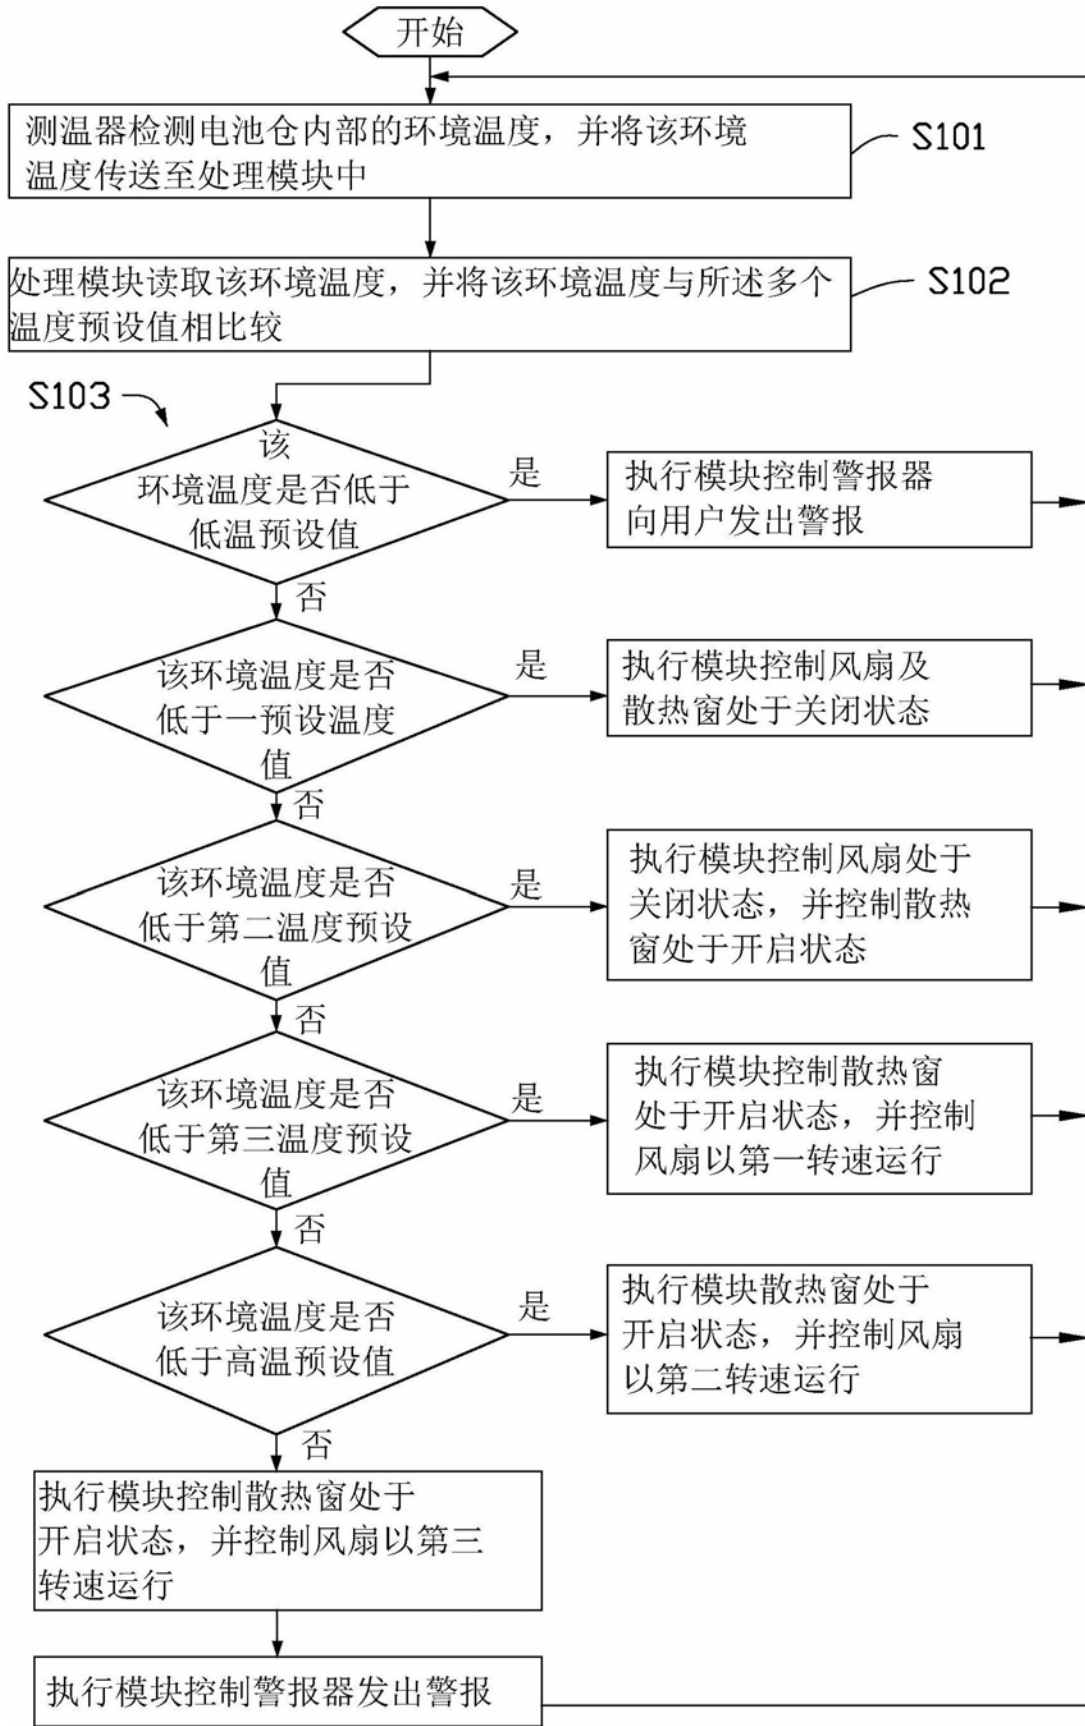 开始
测温器检测电池仓内部的环境温度，并将该环境
温度传送至处理模块中
S101
处理模块读取该环境温度，并将该环境温度与所述多个
温度预设值相比较
S102
S103
该
环境温度是否低于
低温预设值
是
执行模块控制警报器
向用户发出警报
否
该环境温度是否
低于一预设温度
值
是
执行模块控制风扇及
散热窗处于关闭状态
否
该环境温度是否
低于第二温度预设
值
是
执行模块控制风扇处于
关闭状态，并控制散热
窗处于开启状态
否
该环境温度是否
低于第三温度预设
值
是
执行模块控制散热窗
处于开启状态，并控制
风扇以第一转速运行
否
该环境温度是否
低于高温预设值
是
执行模块散热窗处于
开启状态，并控制风扇
以第二转速运行
否
执行模块控制散热窗处于
开启状态，并控制风扇以第三
转速运行
执行模块控制警报器发出警报